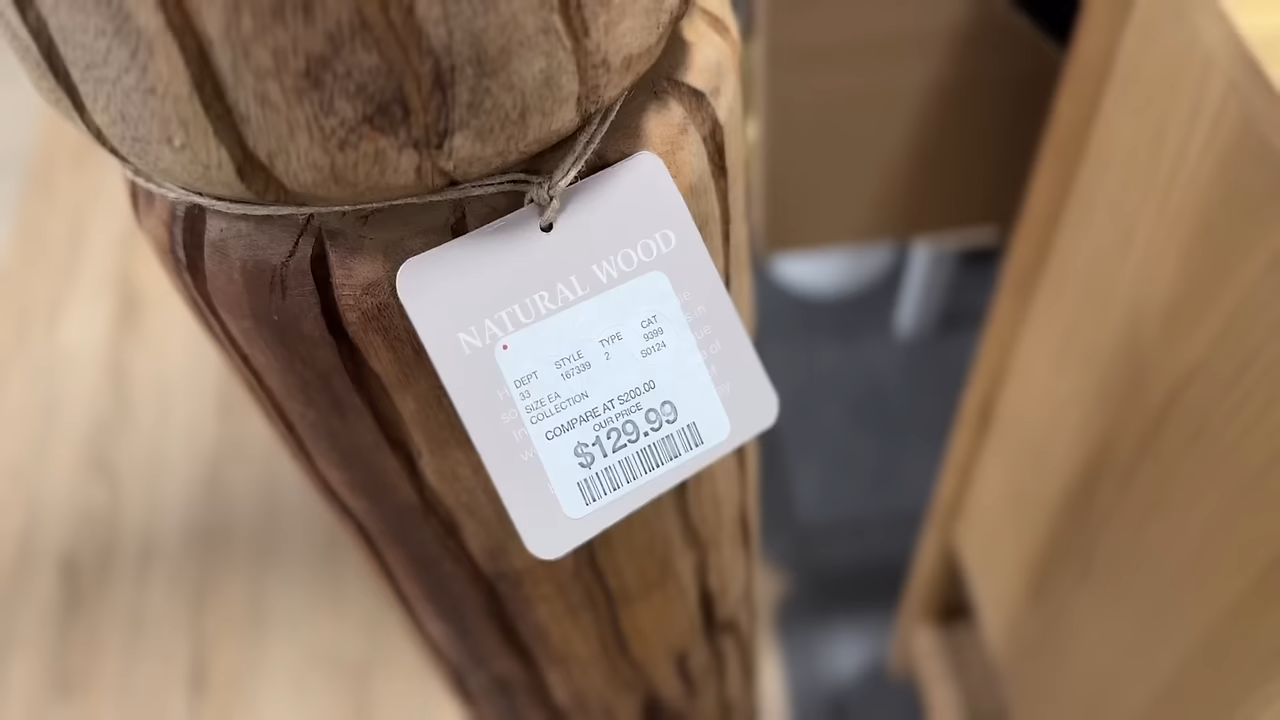 NATURAL WOOD
DEPT STYLE TYPE CAT
33 167339 2 9399
SIZE EA S0124
COLLECTION
COMPARE AT $200.00
OUR PRICE
$129.99